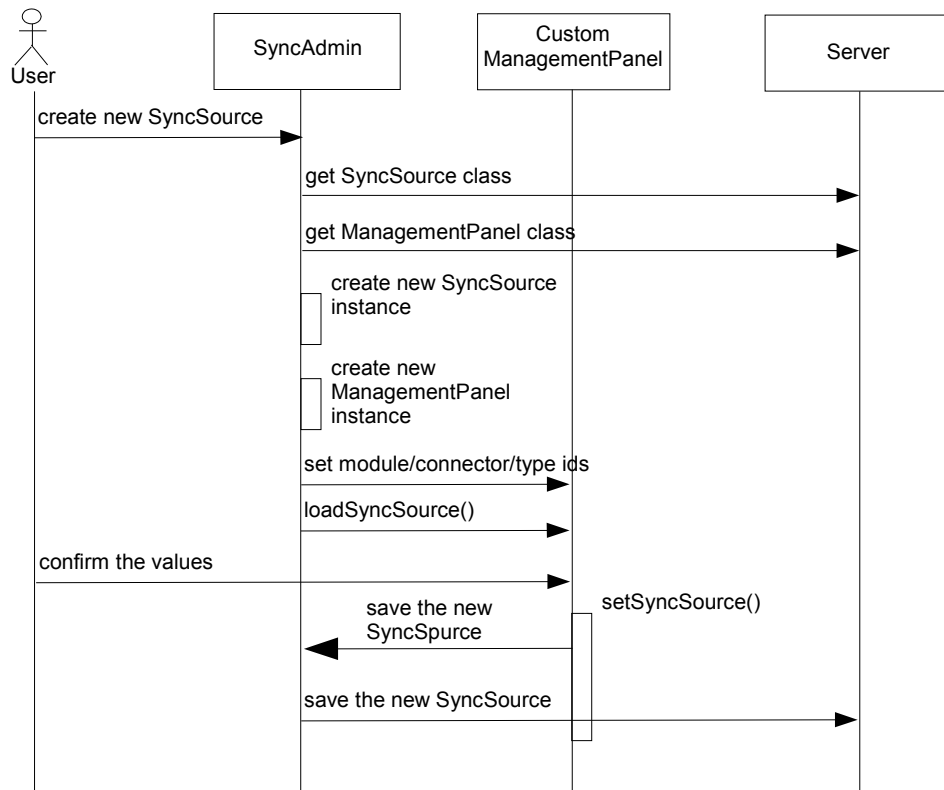 User
SyncAdmin
Custom
ManagementPanel
Server
create new SyncSource
get SyncSource class
get ManagementPanel class
create new SyncSource
instance
create new
ManagementPanel
instance
set module/connector/type ids
loadSyncSource()
confirm the values
setSyncSource()
save the new
SyncSpurce
save the new SyncSource